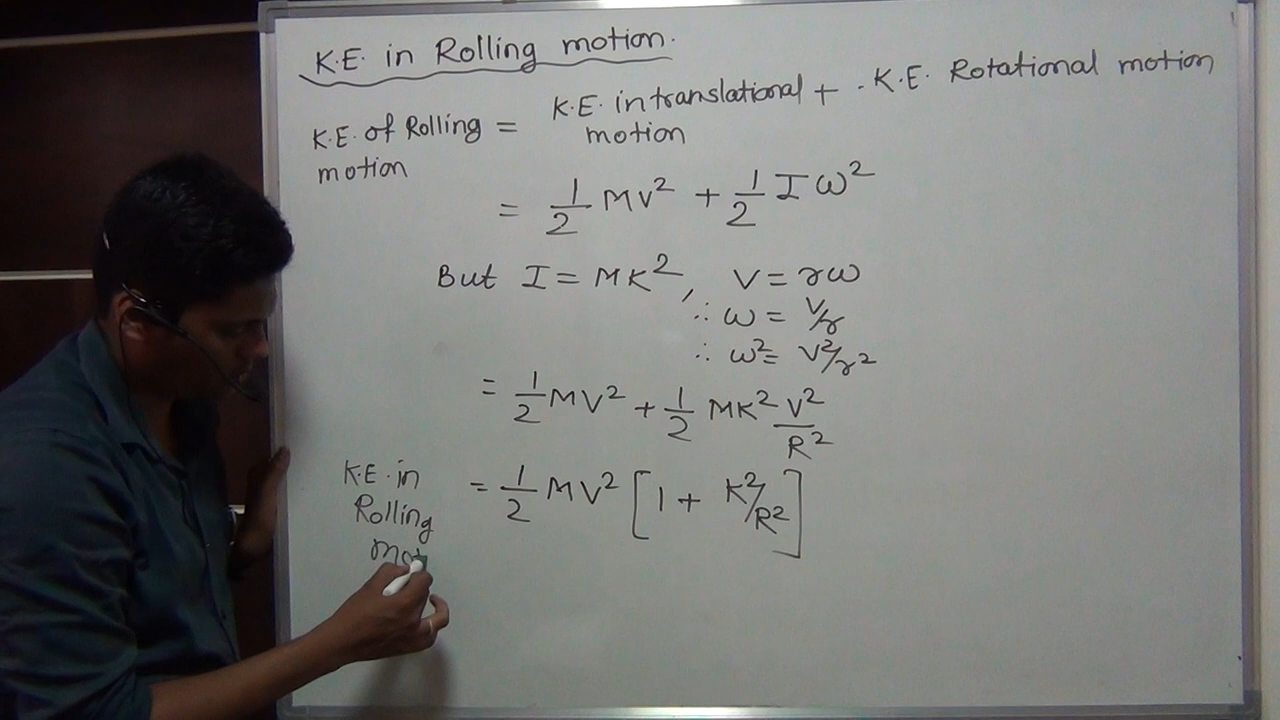 K.E. in Rolling motion.
K.E. of Rolling motion = K.E. in translational motion + K.E. Rotational motion
= 1/2 MV² + 1/2 I ω²
But I = MK², V = rω
∴ ω = V/r
∴ ω² = V²/r²
= 1/2 MV² + 1/2 MK² V²/R²
K.E. in Rolling mot = 1/2 MV² [1 + K²/R²]